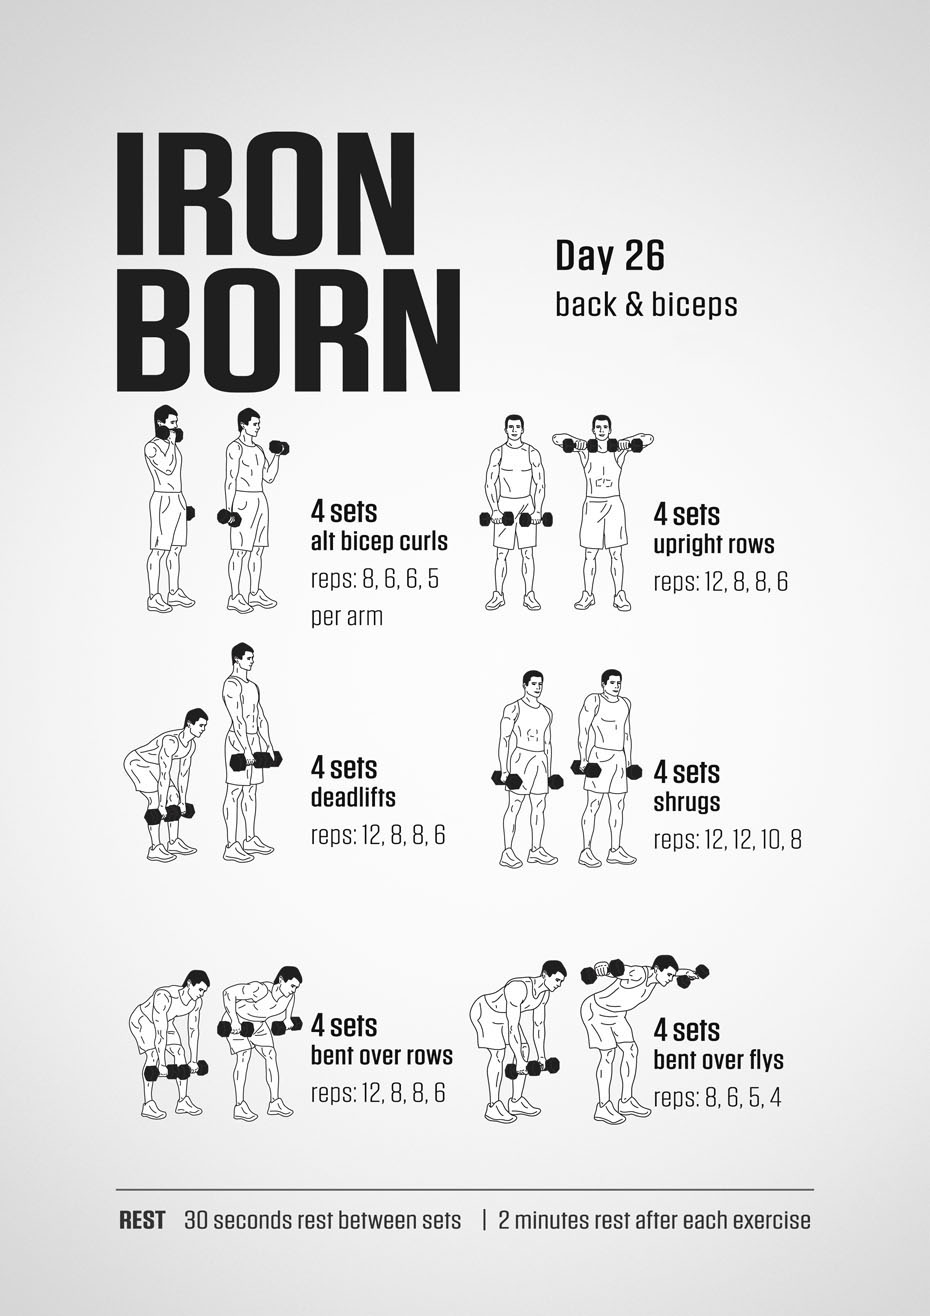 IRON
BORN
Day 26
back & biceps
4 sets
alt bicep curls
reps: 8, 6, 6, 5
per arm
4 sets
upright rows
reps: 12, 8, 8, 6
4 sets
deadlifts
reps: 12, 8, 8, 6
4 sets
shrugs
reps: 12, 12, 10, 8
4 sets
bent over rows
reps: 12, 8, 8, 6
4 sets
bent over flys
reps: 8, 6, 5, 4
REST 30 seconds rest between sets | 2 minutes rest after each exercise